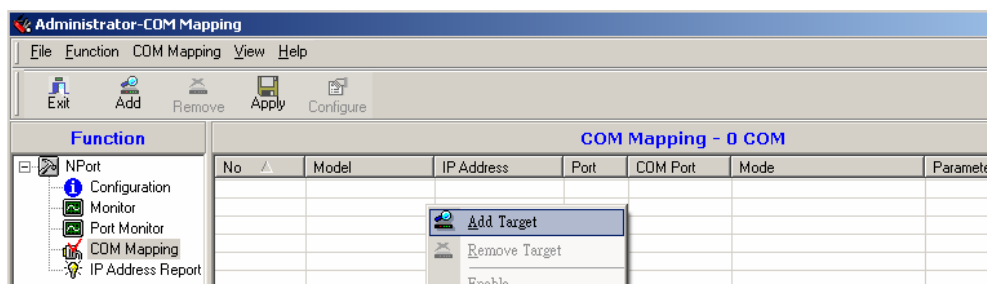 Administrator-COM Mapping
File Function COM Mapping View Help
Exit Add Remove Apply Configure
Function
COM Mapping - 0 COM
NPort
Configuration
Monitor
Port Monitor
COM Mapping
IP Address Report
No Model IP Address Port COM Port Mode Paramete
Add Target
Remove Target
Enable